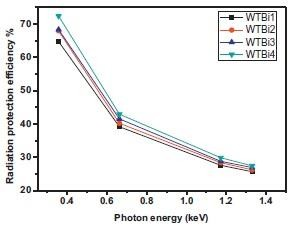 WTBi1
WTBi2
WTBi3
WTBi4
Radiation protection efficiency %
70
60
50
40
30
20
0.4 0.6 0.8 1.0 1.2 1.4
Photon energy (keV)